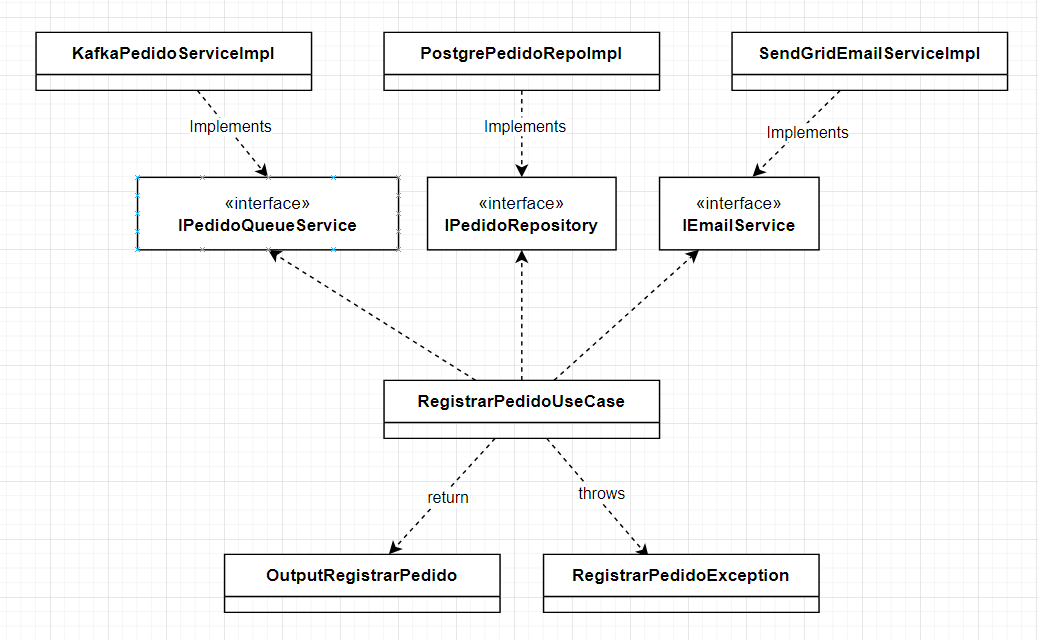 KafkaPedidoServiceImpl
PostgrePedidoRepoImpl
SendGridEmailServiceImpl
Implements
Implements
Implements
«interface»
IPedidoQueueService
«interface»
IPedidoRepository
«interface»
IEmailService
RegistrarPedidoUseCase
return
throws
OutputRegistrarPedido
RegistrarPedidoException